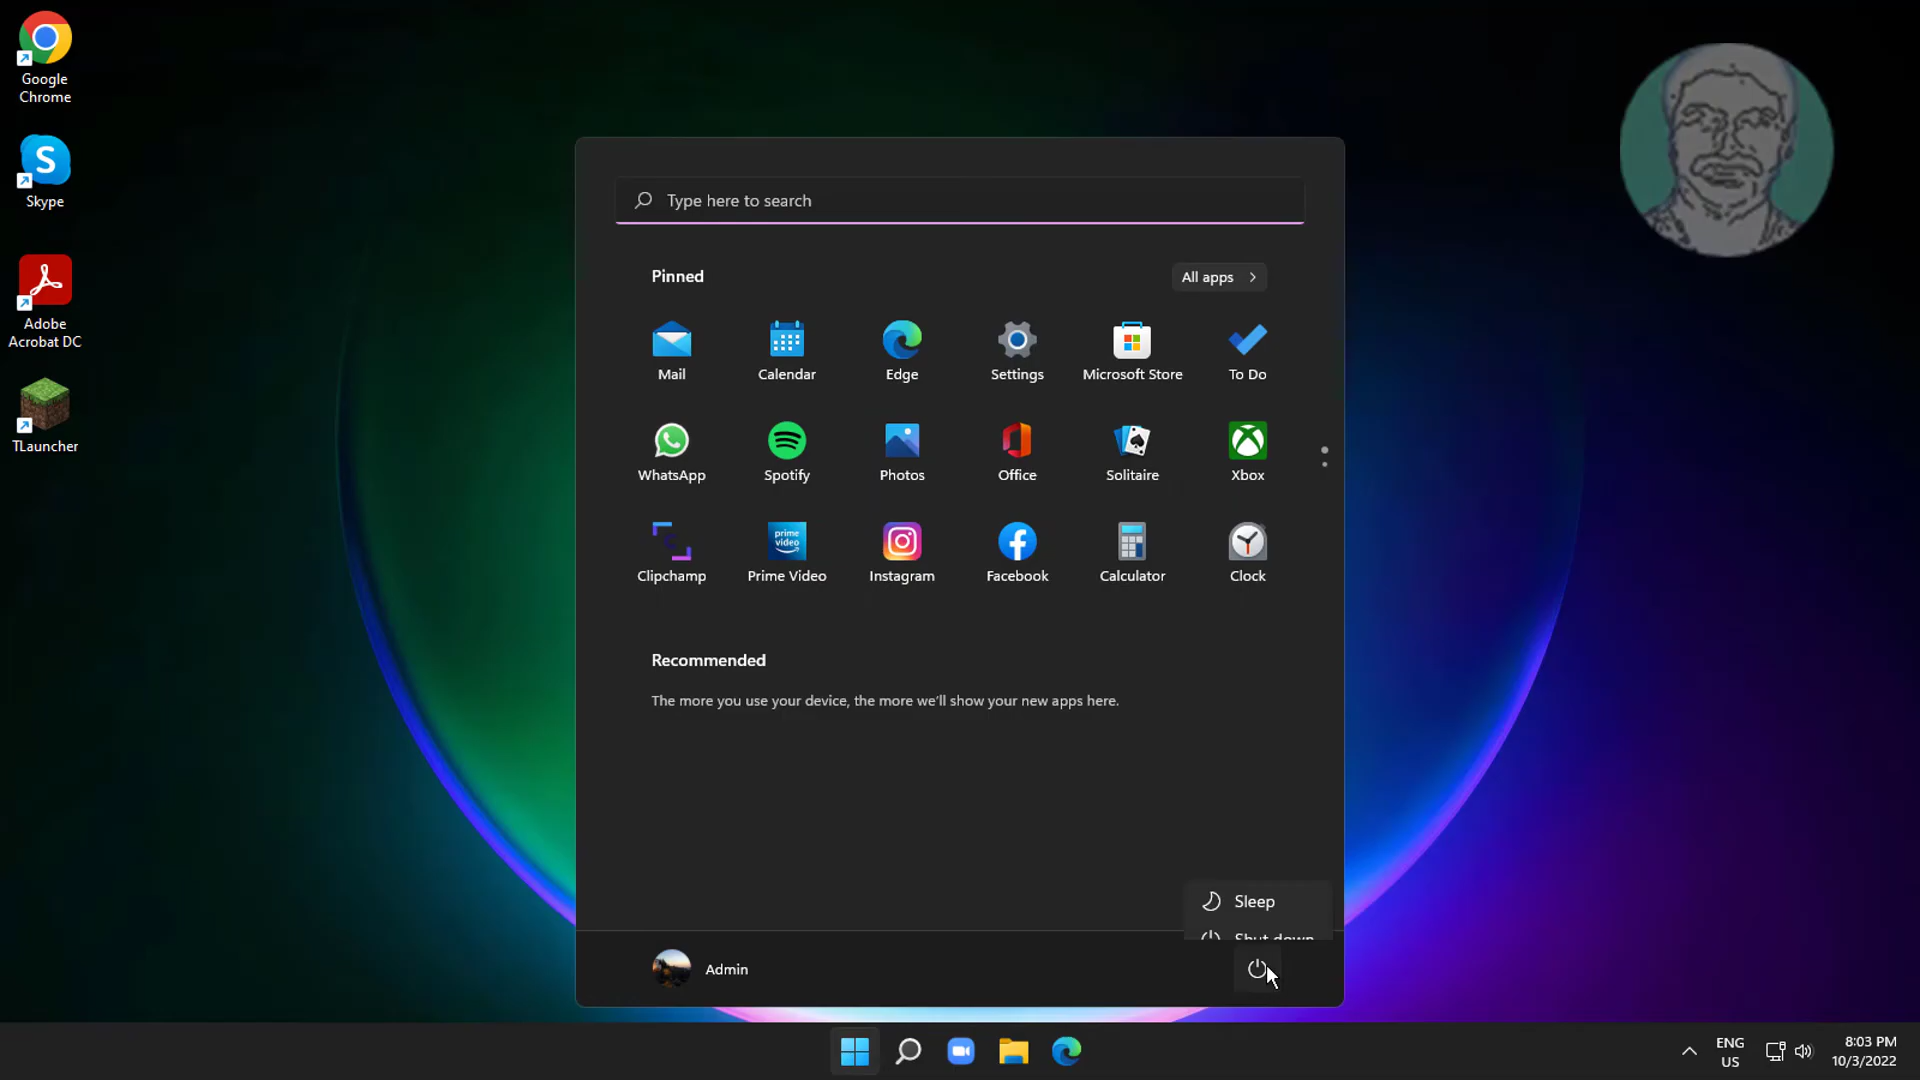 Google
Chrome
S
Skype
Adobe
Acrobat DC
TLauncher
Type here to search
Pinned
All apps
Mail
Calendar
Edge
Settings
Microsoft Store
To Do
WhatsApp
Spotify
Photos
Office
Solitaire
Xbox
prime
video
Clipchamp
Prime Video
Instagram
Facebook
Calculator
Clock
Recommended
The more you use your device, the more we'll show your new apps here.
Sleep
Shut down
Admin
ENG
US
8:03 PM
10/3/2022